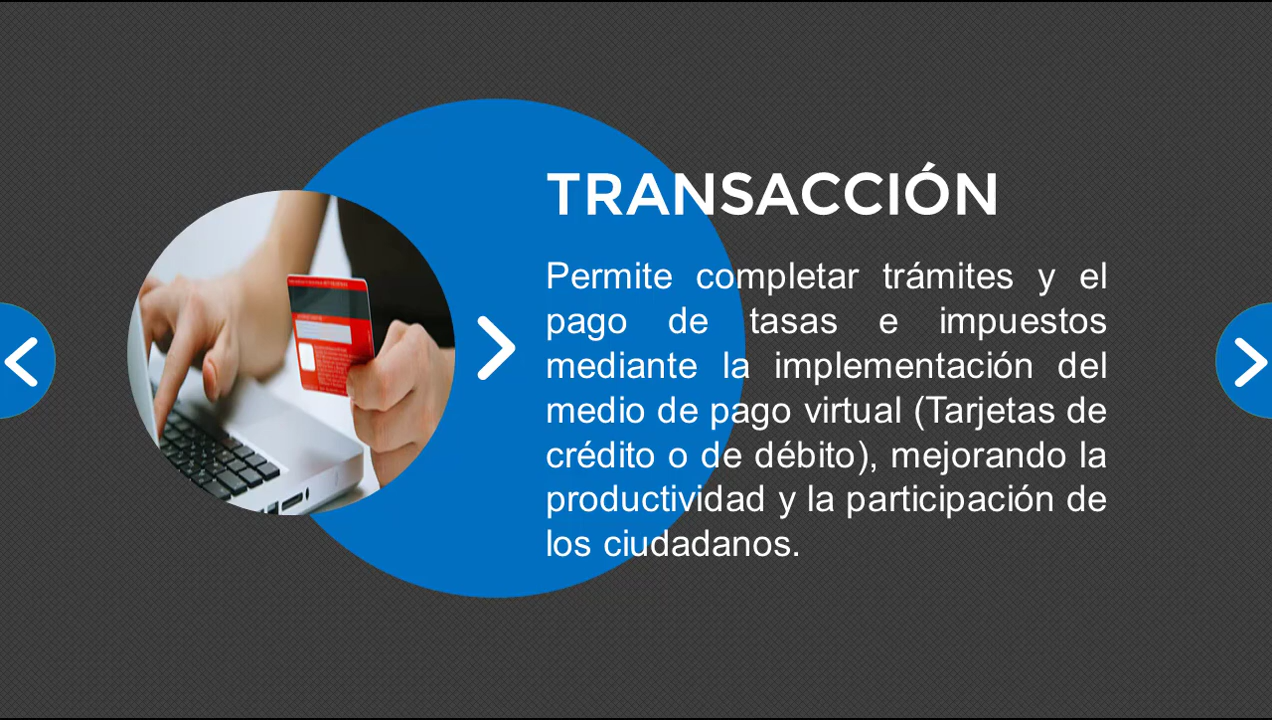 TRANSACCIÓN
Permite completar trámites y el
pago de tasas e impuestos
mediante la implementación del
medio de pago virtual (Tarjetas de
crédito o de débito), mejorando la
productividad y la participación de
los ciudadanos.